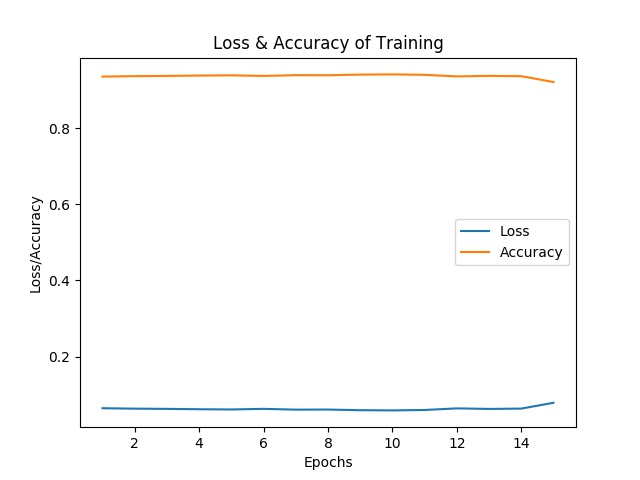 Loss & Accuracy of Training
Loss/Accuracy
0.8
0.6
0.4
0.2
Loss
Accuracy
2 4 6 8 10 12 14
Epochs